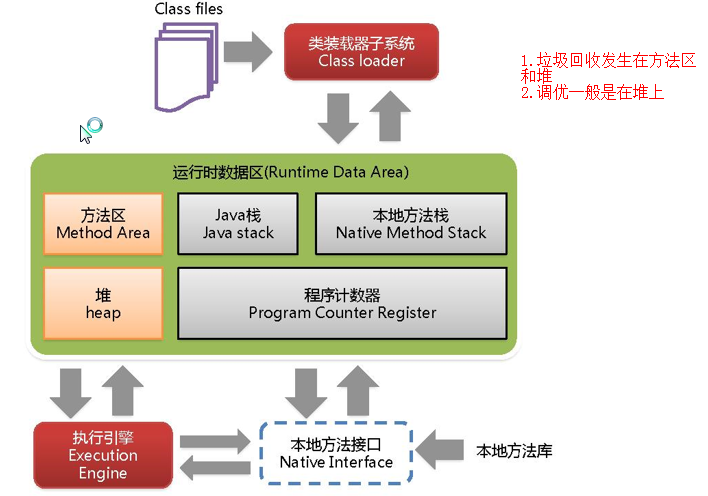 Class files
类装载器子系统
Class loader
1.垃圾回收发生在方法区
和堆
2.调优一般是在堆上
运行时数据区(Runtime Data Area)
方法区
Method Area
Java栈
Java stack
本地方法栈
Native Method Stack
堆
heap
程序计数器
Program Counter Register
执行引擎
Execution
Engine
本地方法接口
Native Interface
本地方法库